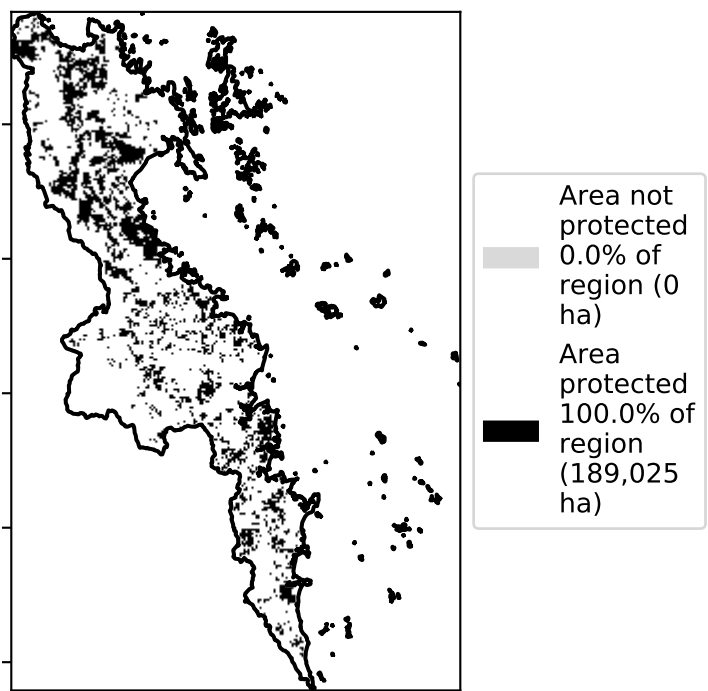 Area not
protected
0.0% of
region (0
ha)
Area
protected
100.0% of
region
(189,025
ha)